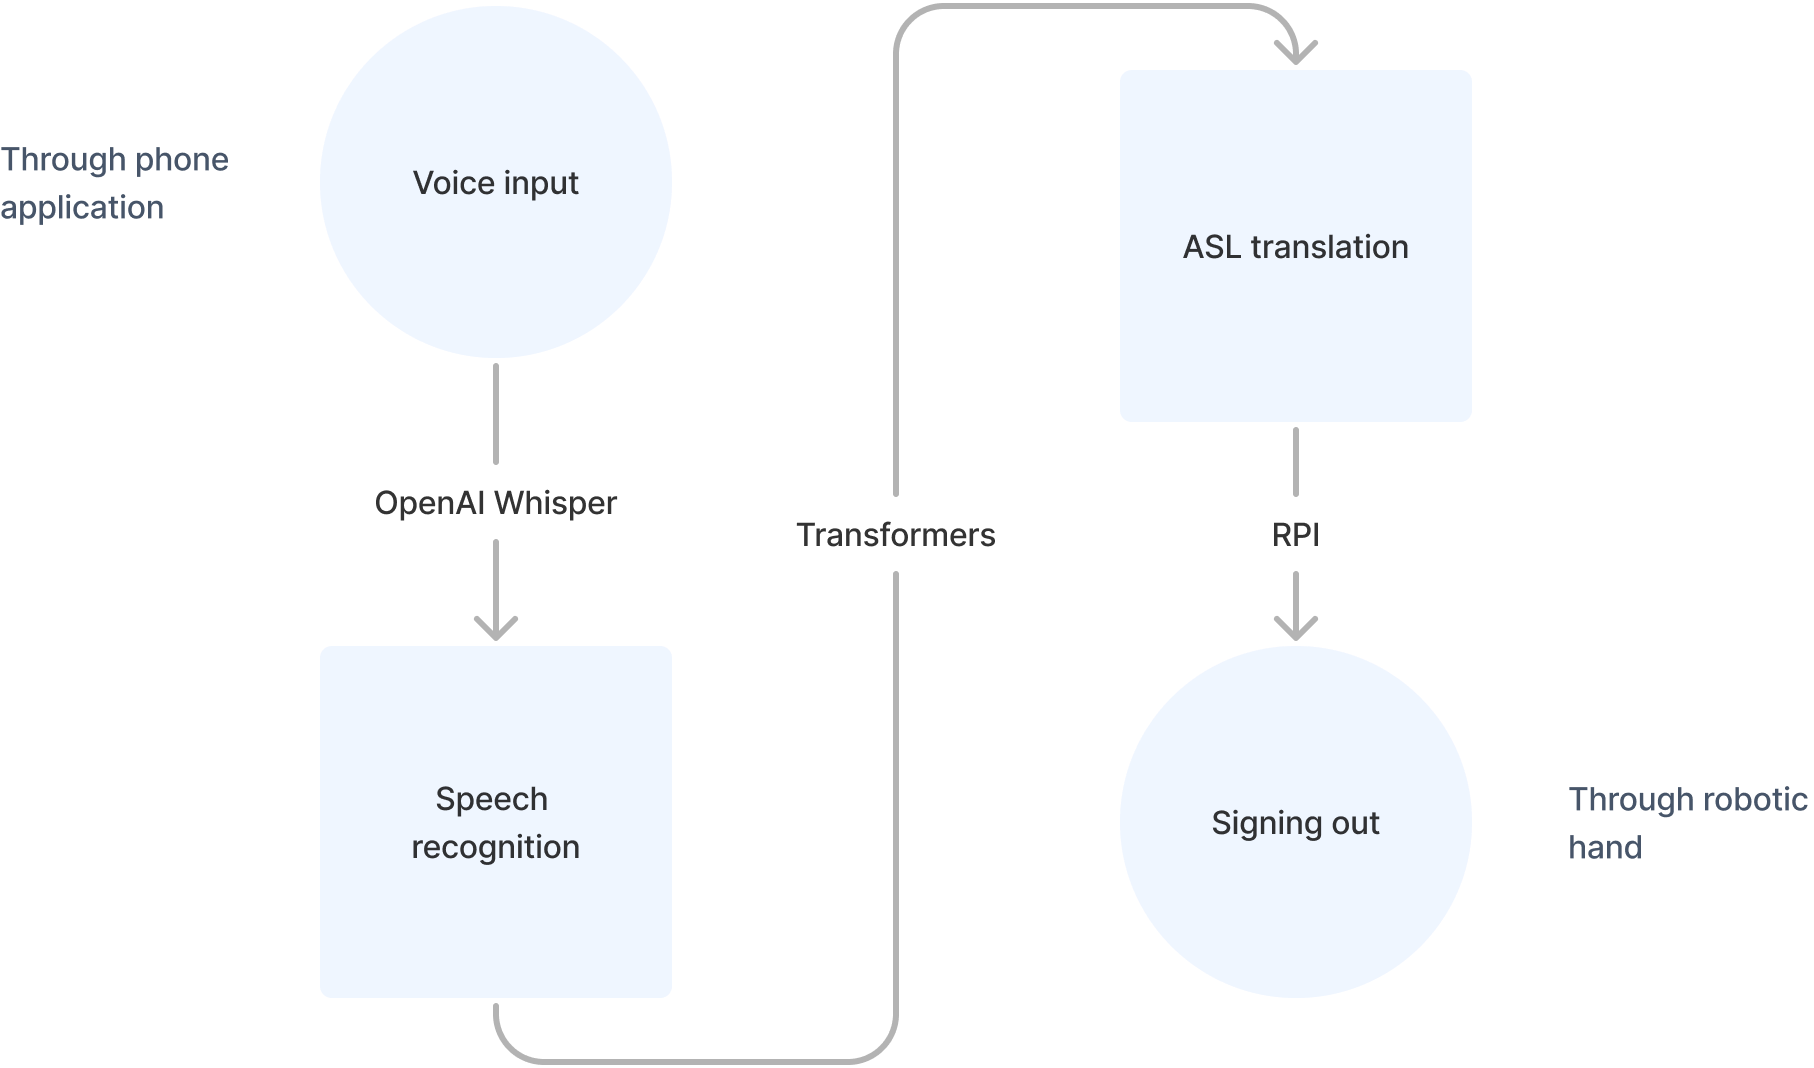 Through phone
application
Voice input
OpenAI Whisper
Speech
recognition
Transformers
ASL translation
RPI
Signing out
Through robotic
hand